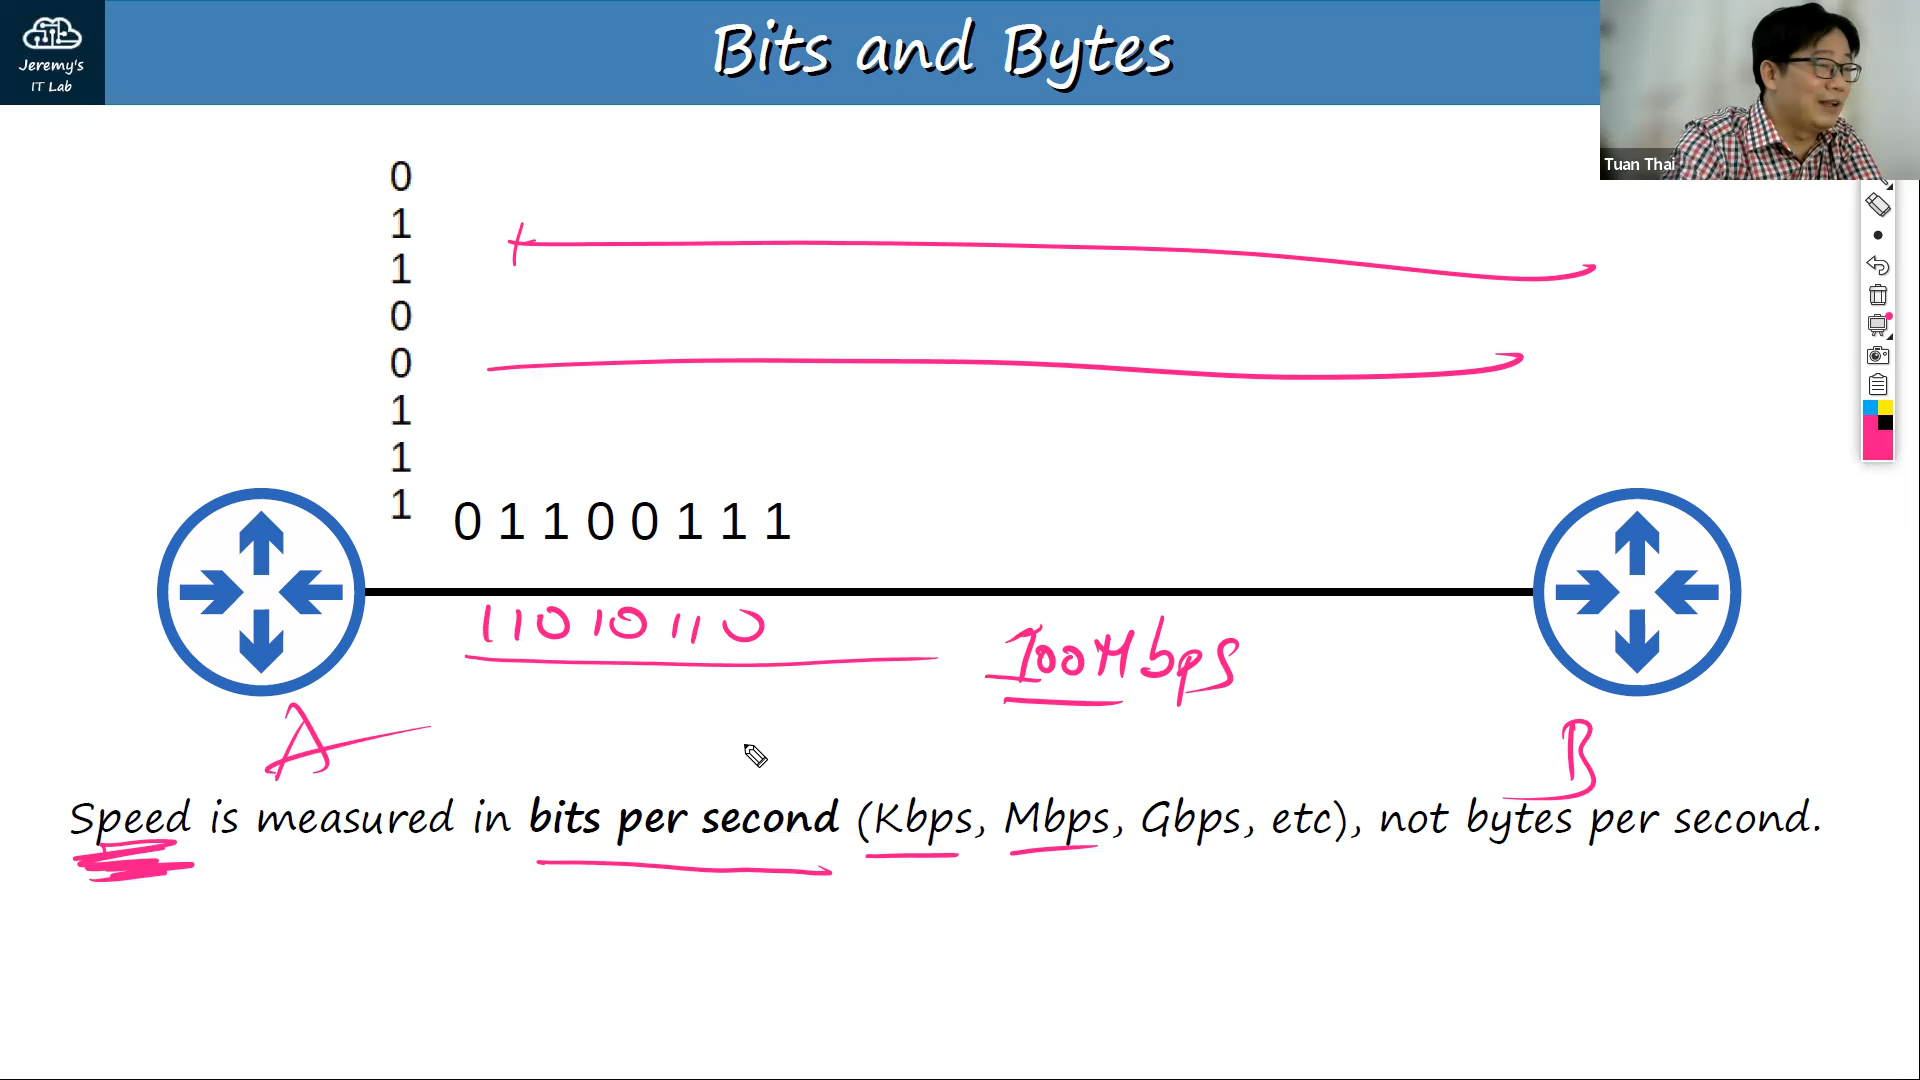 Jeremy's
IT Lab
Bits and Bytes
Tuan Thai
0
1
1
0
0
1
1
1
0 1 1 0 0 1 1 1
11010110
100Mbps
A
B
Speed is measured in bits per second (Kbps, Mbps, Gbps, etc), not bytes per second.